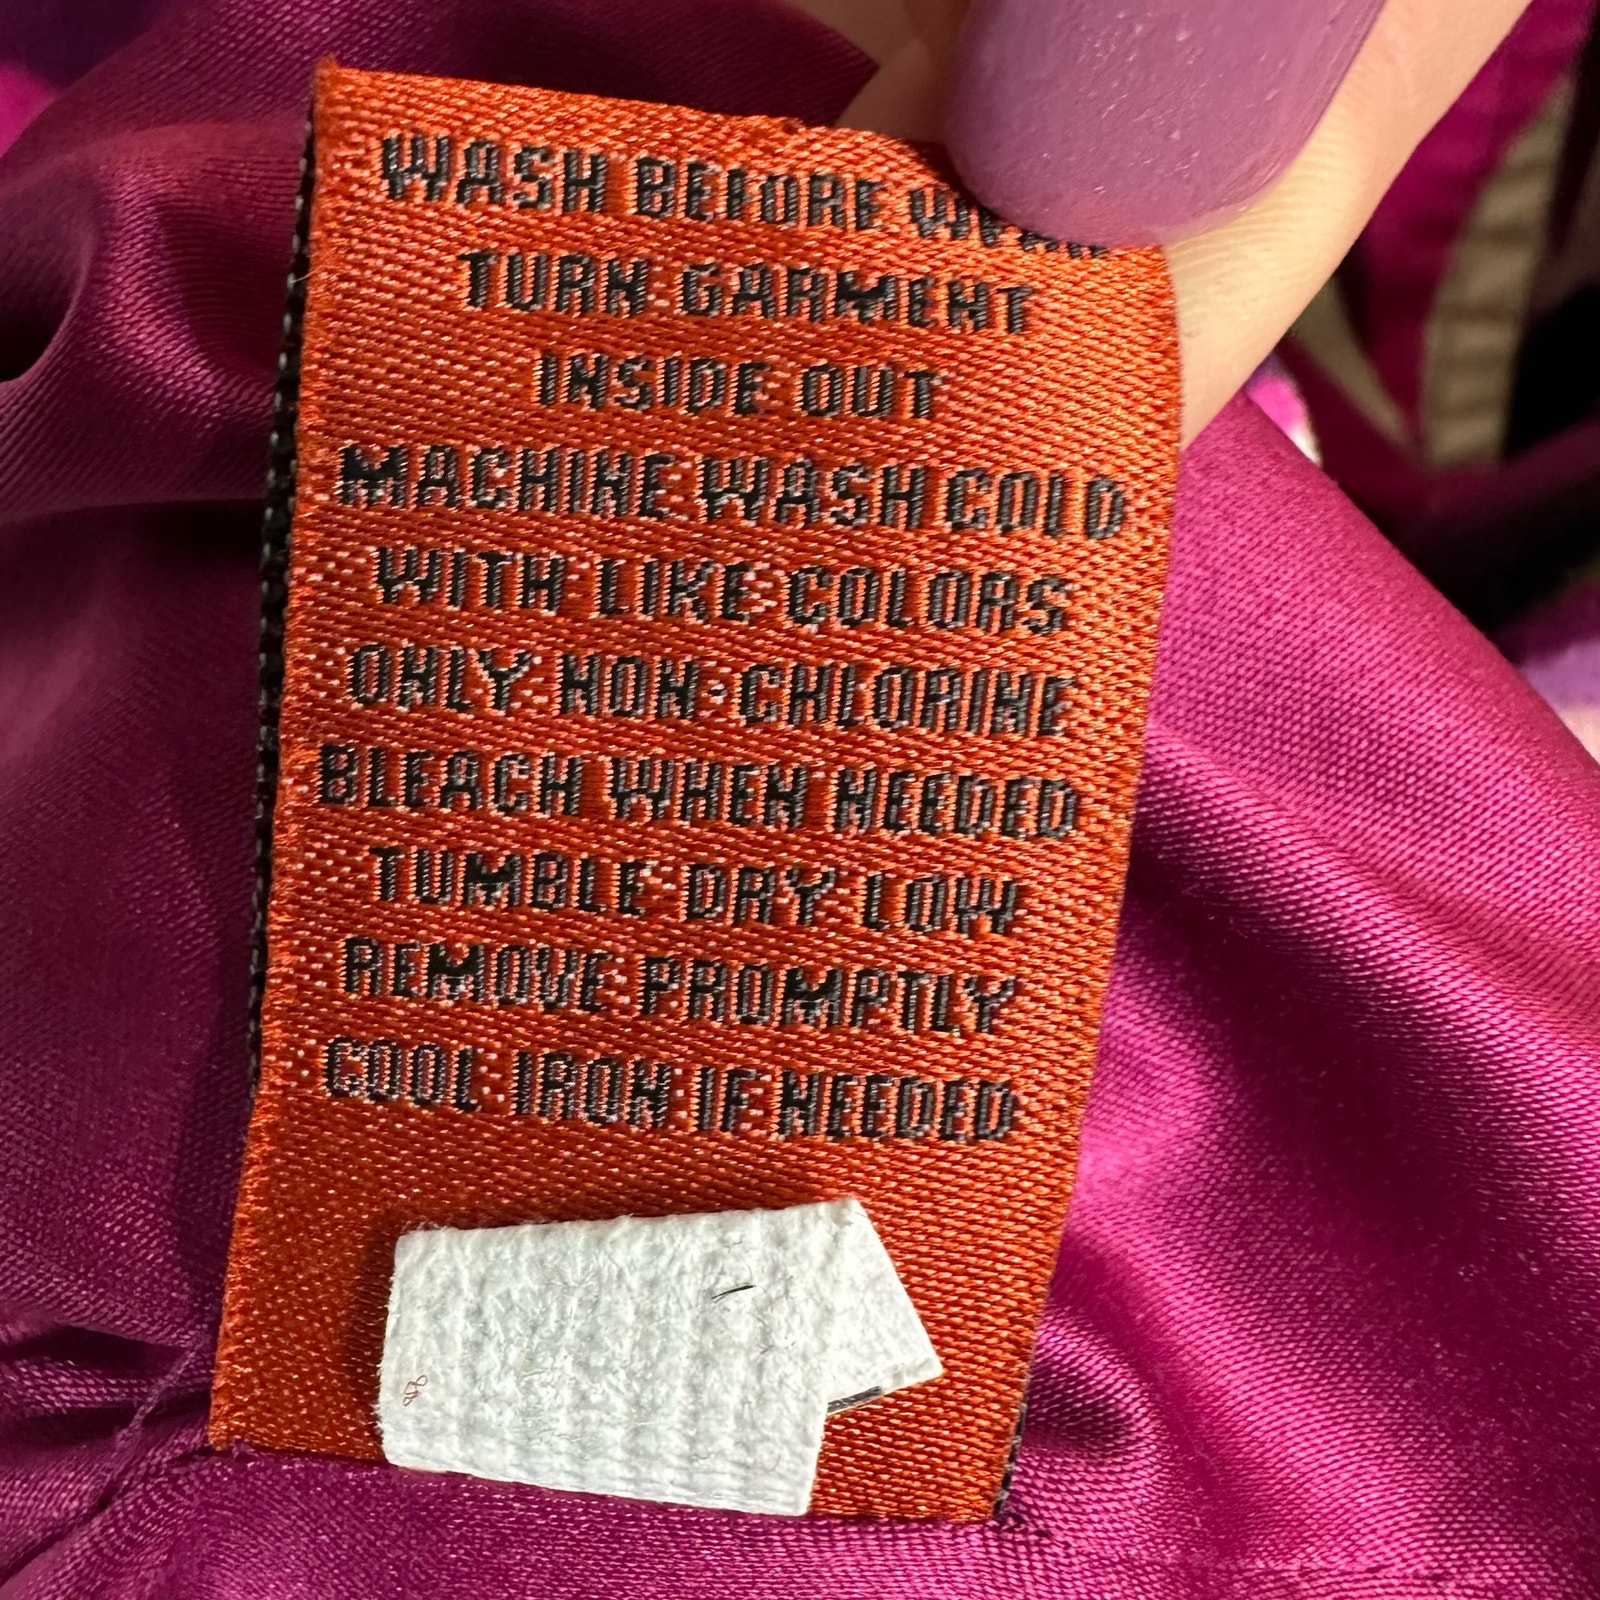 WASH BEFORE WEAR
TURN GARMENT
INSIDE OUT
MACHINE WASH COLD
WITH LIKE COLORS
ONLY NON-CHLORINE
BLEACH WHEN NEEDED
TUMBLE DRY LOW
REMOVE PROMPTLY
COOL IRON IF NEEDED